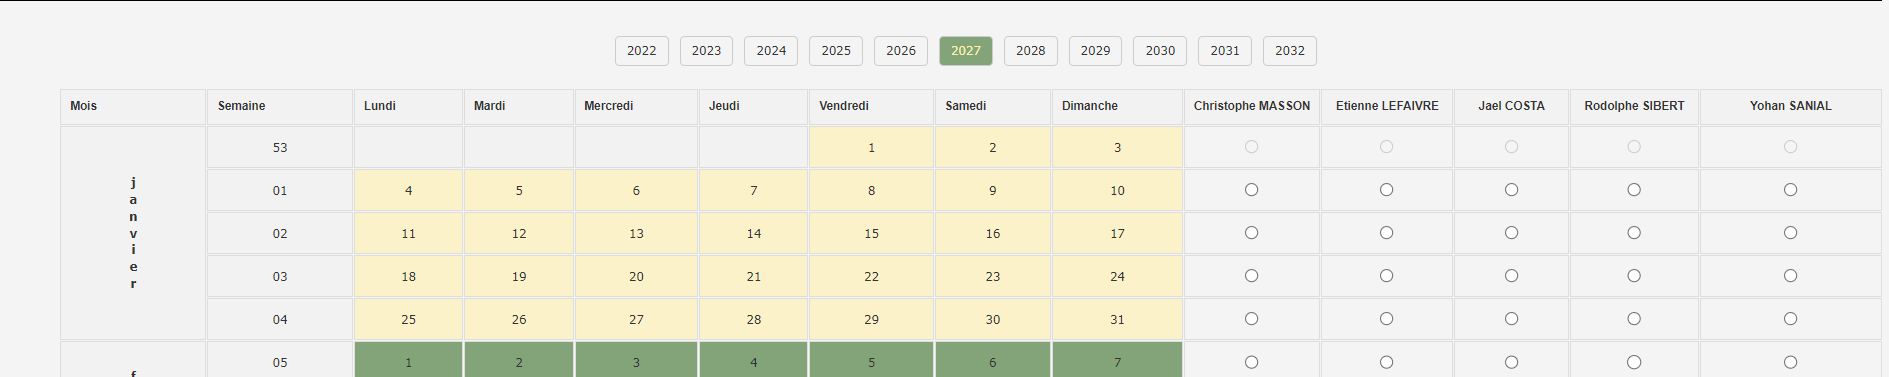 2022 2023 2024 2025 2026 2027 2028 2029 2030 2031 2032
Mois Semaine Lundi Mardi Mercredi Jeudi Vendredi Samedi Dimanche Christophe MASSON Etienne LEFAIVRE Jael COSTA Rodolphe SIBERT Yohan SANIAL
janvier
53 1 2 3
01 4 5 6 7 8 9 10
02 11 12 13 14 15 16 17
03 18 19 20 21 22 23 24
04 25 26 27 28 29 30 31
f
05 1 2 3 4 5 6 7